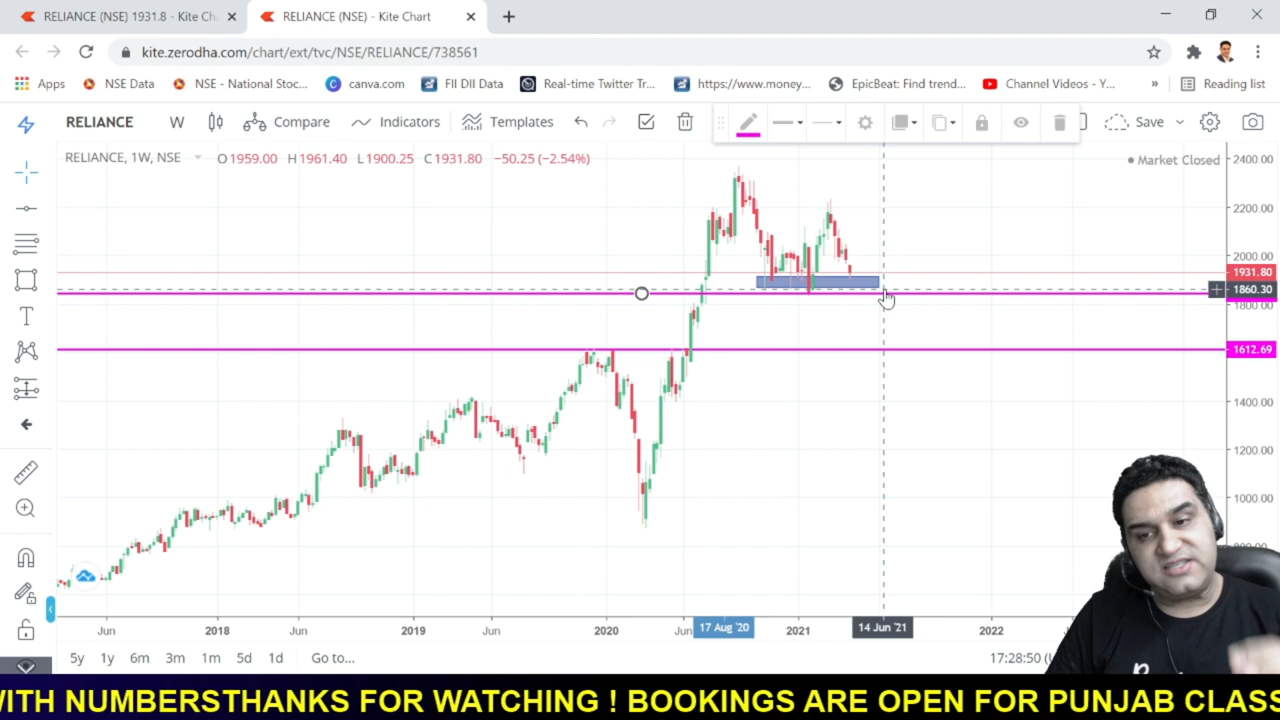 RELIANCE (NSE) 1931.8 - Kite Ch
RELIANCE (NSE) - Kite Chart
kite.zerodha.com/chart/ext/tvc/NSE/RELIANCE/738561
Apps
NSE Data
NSE - National Stoc...
canva.com
FII DII Data
Real-time Twitter Tr...
https://www.money...
EpicBeat: Find trend...
Channel Videos - Y...
»
Reading list
RELIANCE W Compare Indicators Templates Save
RELIANCE, 1W, NSE O1959.00 H1961.40 L1900.25 C1931.80 −50.25 (−2.54%)
Market Closed
2400.00
2200.00
2000.00
1931.80
1860.30
1800.00
1612.69
1400.00
1200.00
1000.00
Jun 2018 Jun 2019 Jun 2020 Jun 17 Aug '20 2021 14 Jun '21 2022
5y 1y 6m 3m 1m 5d 1d Go to...
17:28:50 (U
WITH NUMBERSTHANKS FOR WATCHING ! BOOKINGS ARE OPEN FOR PUNJAB CLASS